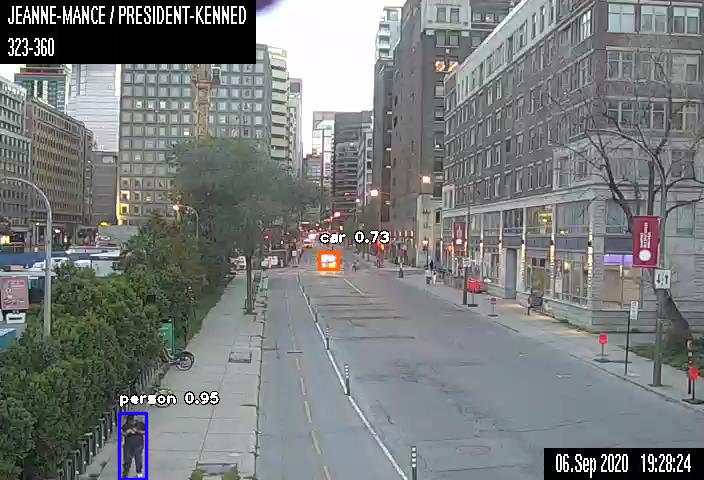 JEANNE-MANCE / PRESIDENT-KENNED
323-360
car 0.73
person 0.95
06.Sep 2020 19:28:24